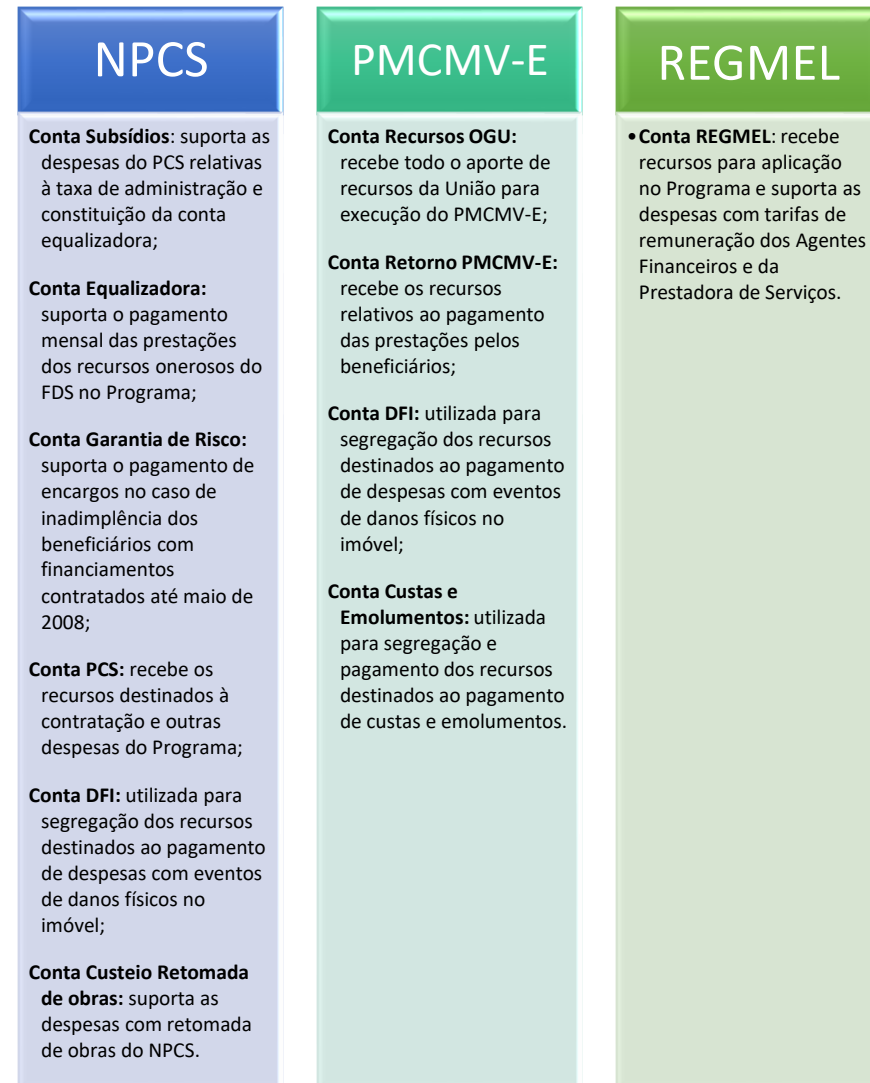 NPCS
Conta Subsídios: suporta as
despesas do PCS relativas
à taxa de administração e
constituição da conta
equalizadora;
Conta Equalizadora:
suporta o pagamento
mensal das prestações
dos recursos onerosos do
FDS no Programa;
Conta Garantia de Risco:
suporta o pagamento de
encargos no caso de
inadimplência dos
beneficiários com
financiamentos
contratados até maio de
2008;
Conta PCS: recebe os
recursos destinados à
contratação e outras
despesas do Programa;
Conta DFI: utilizada para
segregação dos recursos
destinados ao pagamento
de despesas com eventos
de danos físicos no
imóvel;
Conta Custeio Retomada
de obras: suporta as
despesas com retomada
de obras do NPCS.
PMCMV-E
Conta Recursos OGU:
recebe todo o aporte de
recursos da União para
execução do PMCMV-E;
Conta Retorno PMCMV-E:
recebe os recursos
relativos ao pagamento
das prestações pelos
beneficiários;
Conta DFI: utilizada para
segregação dos recursos
destinados ao pagamento
de despesas com eventos
de danos físicos no
imóvel;
Conta Custas e
Emolumentos: utilizada
para segregação e
pagamento dos recursos
destinados ao pagamento
de custas e emolumentos.
REGMEL
•Conta REGMEL: recebe
recursos para aplicação
no Programa e suporta as
despesas com tarifas de
remuneração dos Agentes
Financeiros e da
Prestadora de Serviços.